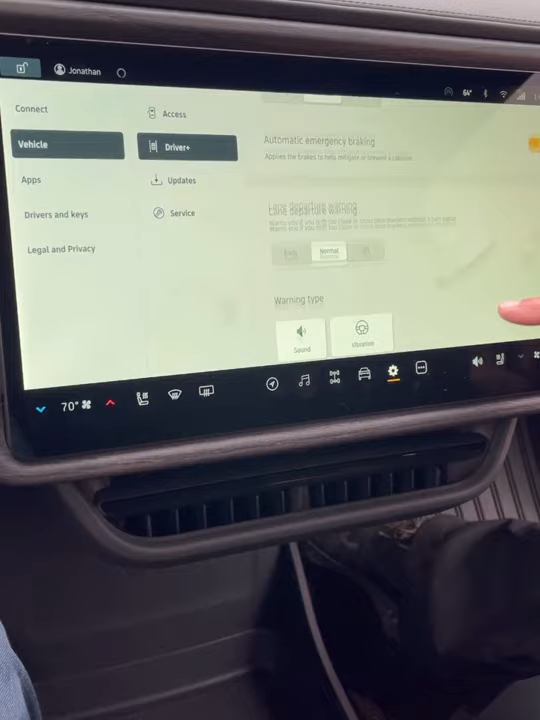 Jonathan
64°
Connect
Access
Vehicle
Driver+
Apps
Updates
Drivers and keys
Service
Legal and Privacy
Automatic emergency braking
Applies the brakes to help mitigate or prevent a collision
Lane departure warning
Early
Normal
Warning type
Sound
Vibration
70°